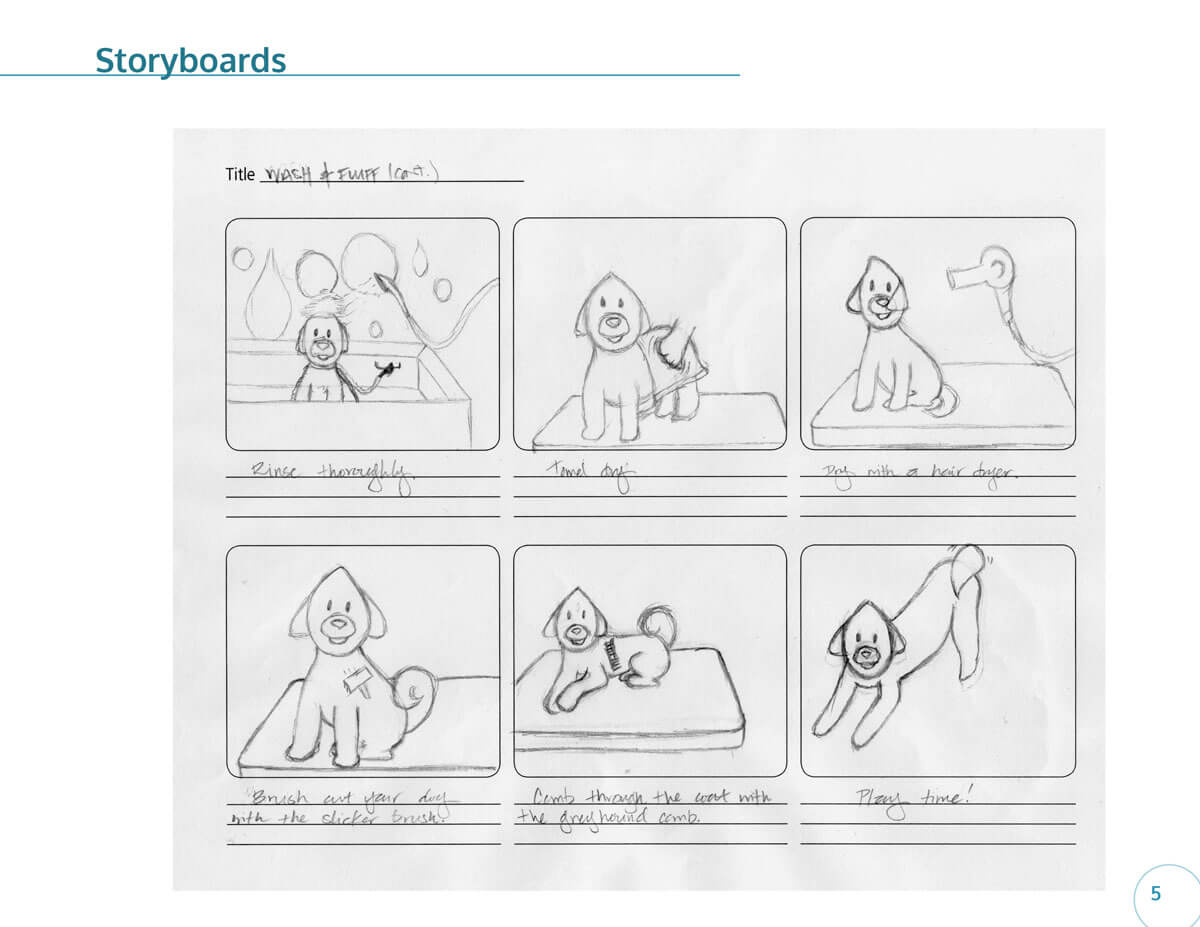 Storyboards
Title WASH & FLUFF (cont.)
Rinse thoroughly.
Towel dry
Dry with a hair dryer.
Brush out your dog
with the slicker brush.
Comb through the coat with
the greyhound comb.
Play time!
5